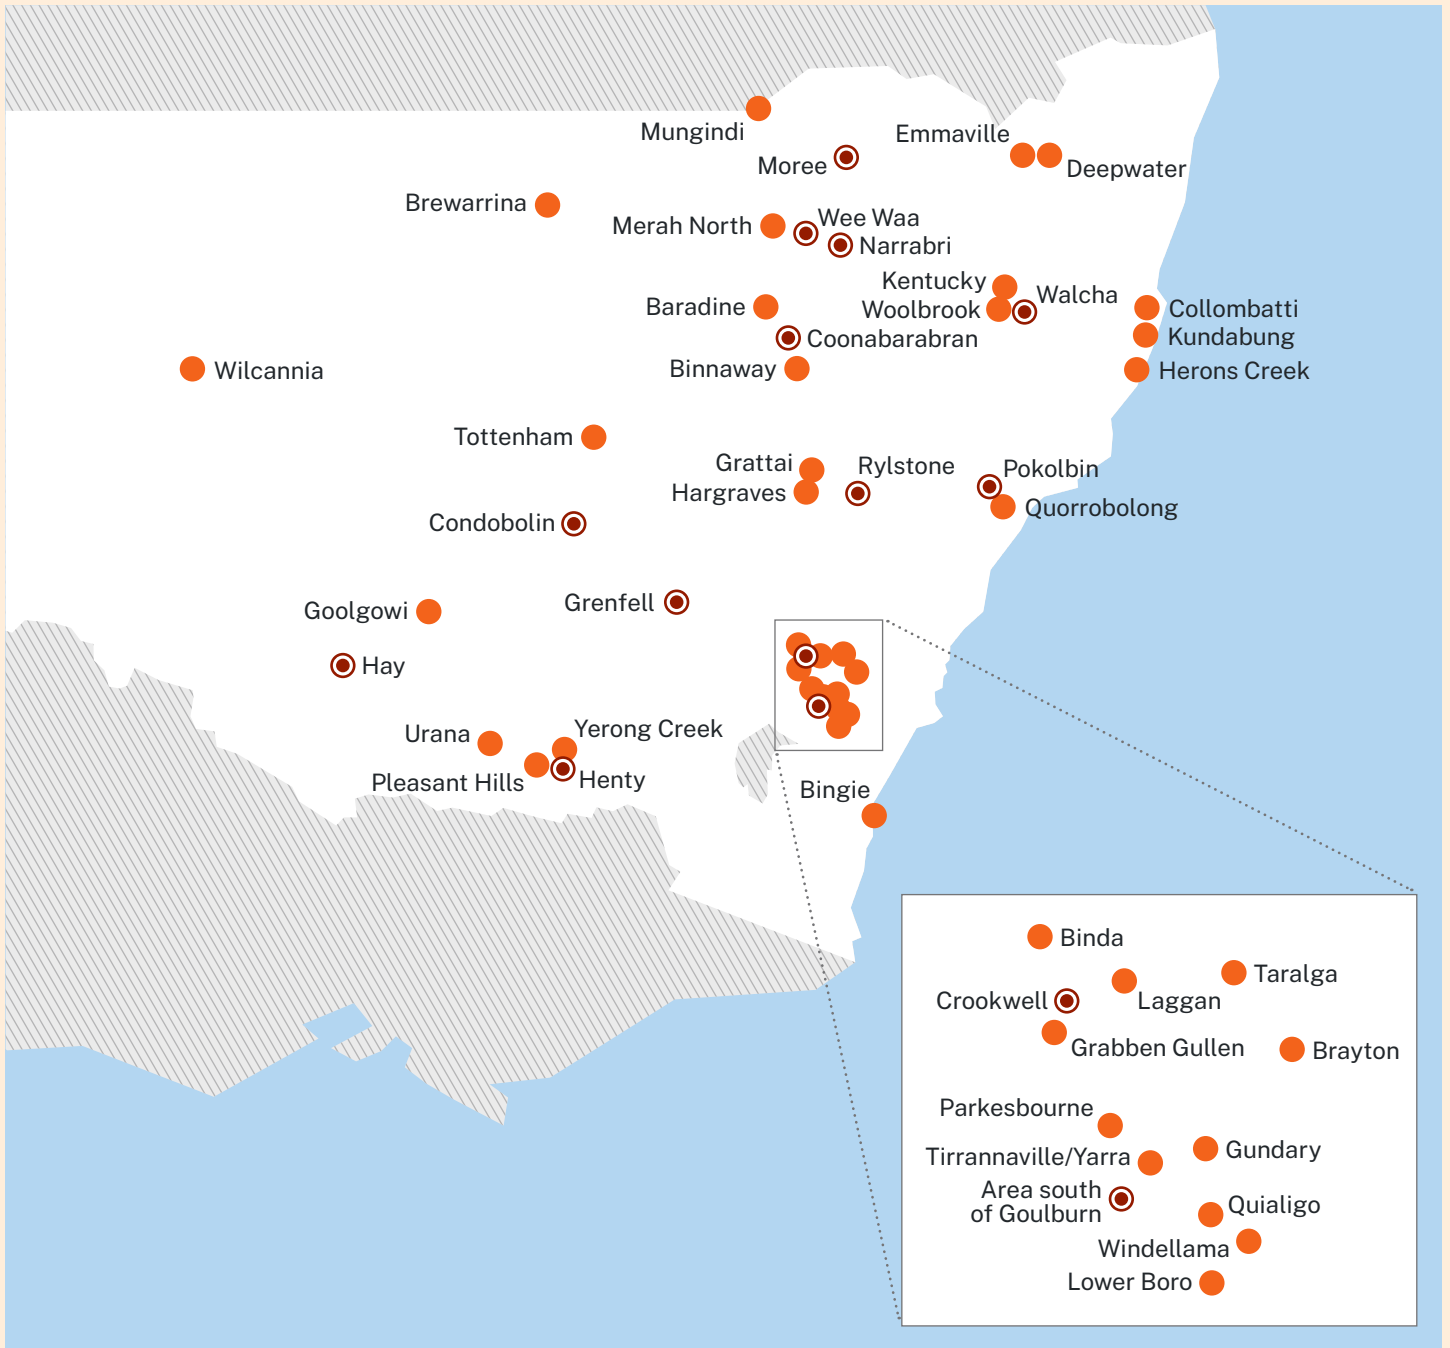 Mungindi
Emmaville
Moree
Deepwater
Brewarrina
Merah North
Wee Waa
Narrabri
Kentucky
Walcha
Baradine
Woolbrook
Collombatti
Coonabarabran
Kundabung
Wilcannia
Binnaway
Herons Creek
Tottenham
Grattai
Rylstone
Pokolbin
Hargraves
Quorrobolong
Condobolin
Goolgowi
Grenfell
Hay
Urana
Yerong Creek
Pleasant Hills
Henty
Bingie
Binda
Taralga
Crookwell
Laggan
Grabben Gullen
Brayton
Parkesbourne
Gundary
Tirrannaville/Yarra
Area south
of Goulburn
Quialigo
Windellama
Lower Boro